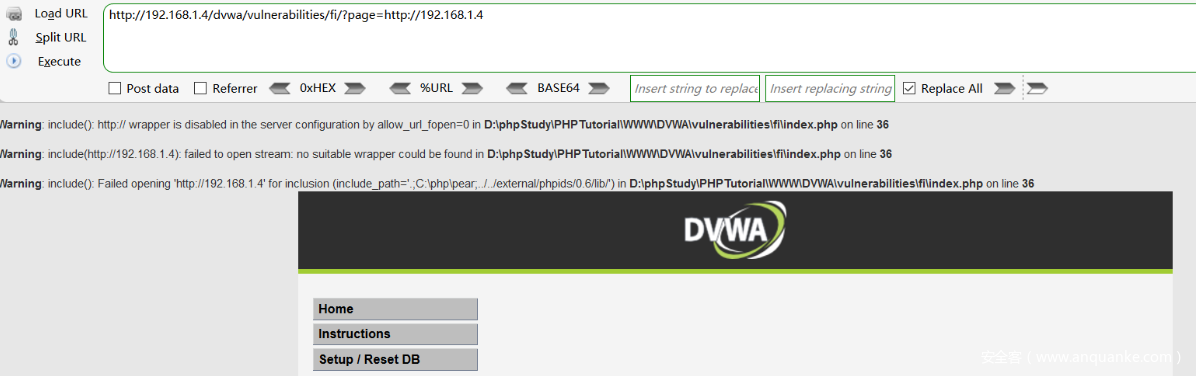 Load URL
http://192.168.1.4/dvwa/vulnerabilities/fi/?page=http://192.168.1.4
Split URL
Execute
Post data Referrer 0xHEX %URL BASE64 Insert string to replace Insert replacing string Replace All
Warning: include(): http:// wrapper is disabled in the server configuration by allow_url_fopen=0 in D:\phpStudy\PHPTutorial\WWW\DVWA\vulnerabilities\fi\index.php on line 36
Warning: include(http://192.168.1.4): failed to open stream: no suitable wrapper could be found in D:\phpStudy\PHPTutorial\WWW\DVWA\vulnerabilities\fi\index.php on line 36
Warning: include(): Failed opening 'http://192.168.1.4' for inclusion (include_path='.;C:\php\pear;../../external/phpids/0.6/lib/') in D:\phpStudy\PHPTutorial\WWW\DVWA\vulnerabilities\fi\index.php on line 36
DVWA
Home
Instructions
Setup / Reset DB
安全客（www.anquanke.com）